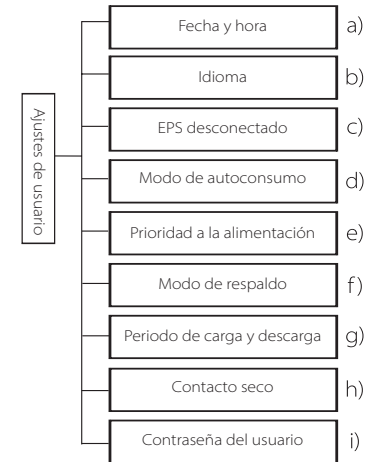 Ajustes de usuario
Fecha y hora a)
Idioma b)
EPS desconectado c)
Modo de autoconsumo d)
Prioridad a la alimentación e)
Modo de respaldo f)
Periodo de carga y descarga g)
Contacto seco h)
Contraseña del usuario i)